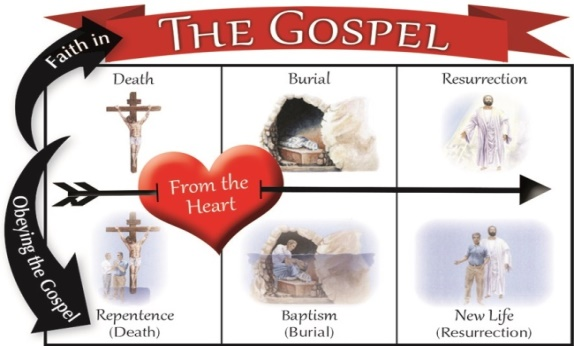 THE GOSPEL
Faith in
Death
Burial
Resurrection
From the
Heart
Obeying the Gospel
Repentence
(Death)
Baptism
(Burial)
New Life
(Resurrection)